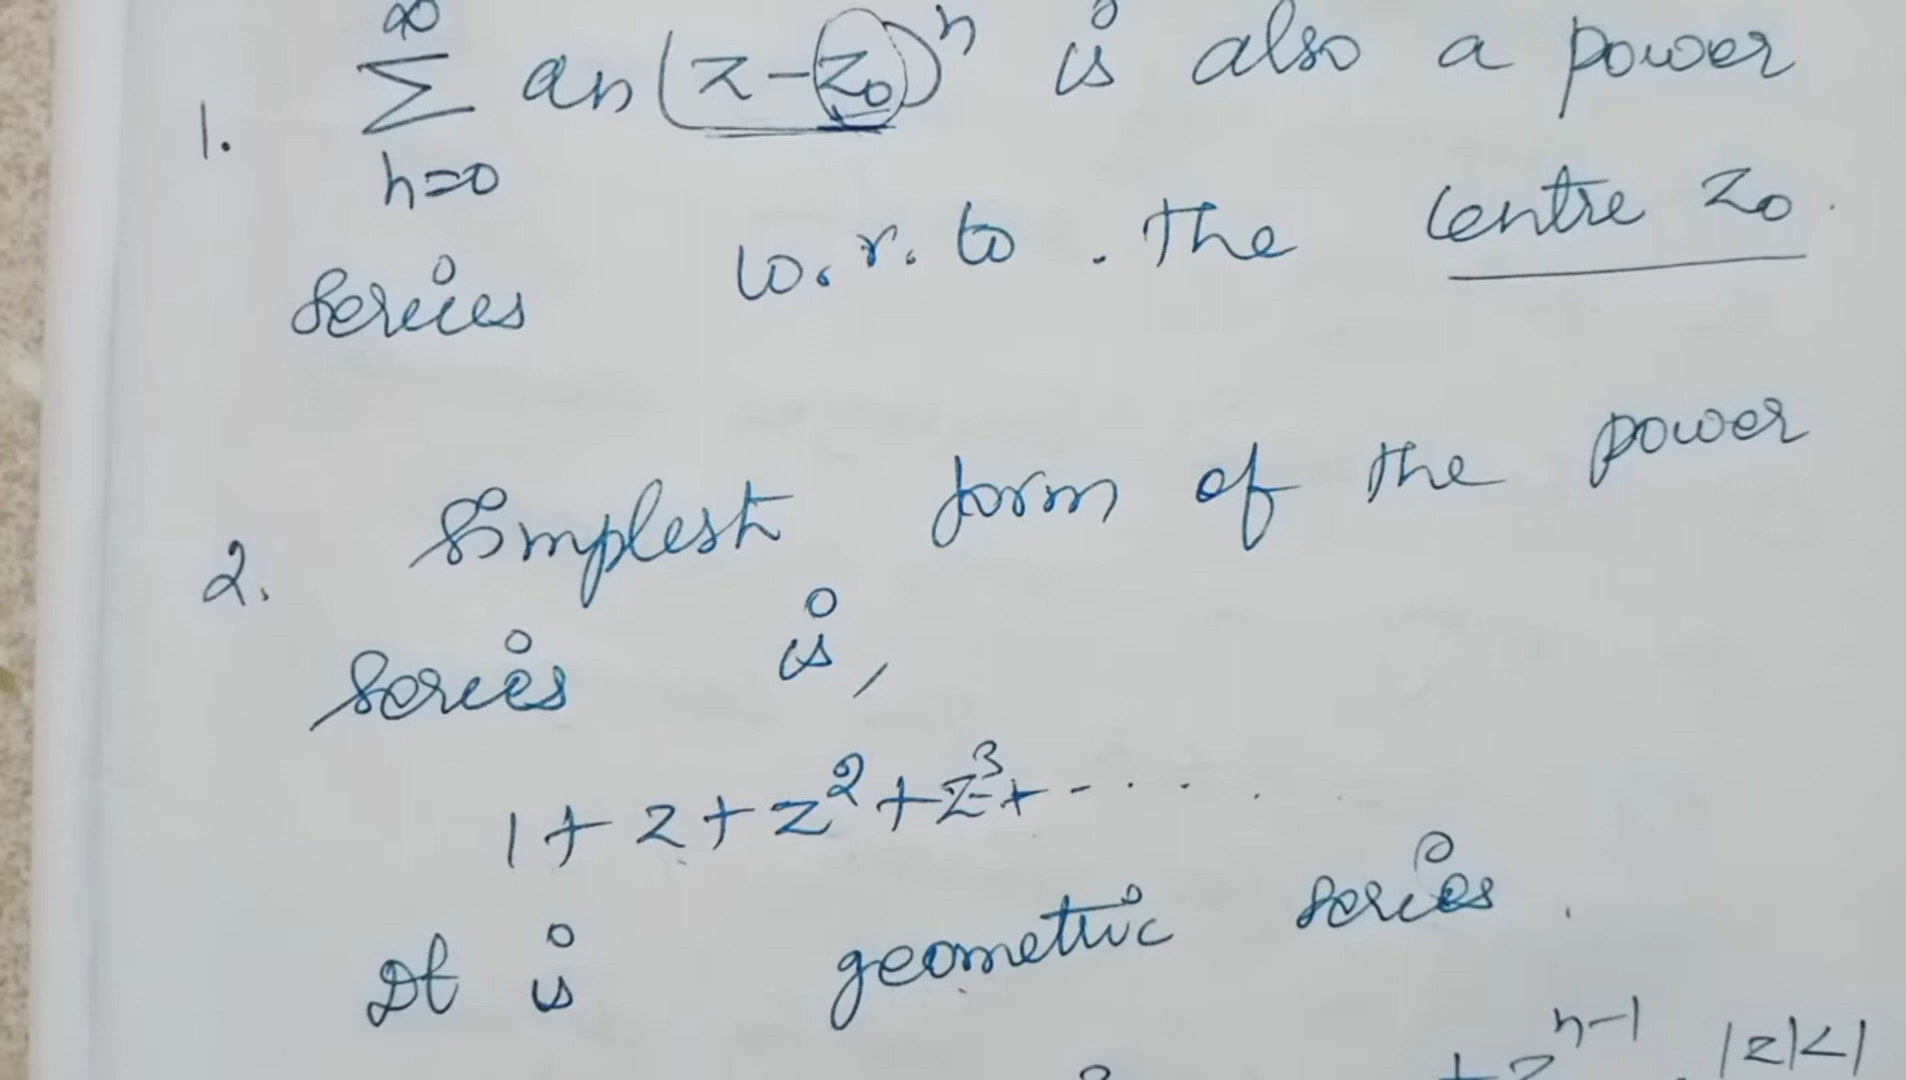 1. ∞ Σ n=0 an(z-z₀)ⁿ is also a power
series w.r.to. the centre z₀.
2. Simplest form of the power
series is,
1+z+z²+z³+-....
It is geometric series.
+z^{n-1}, |z|<1